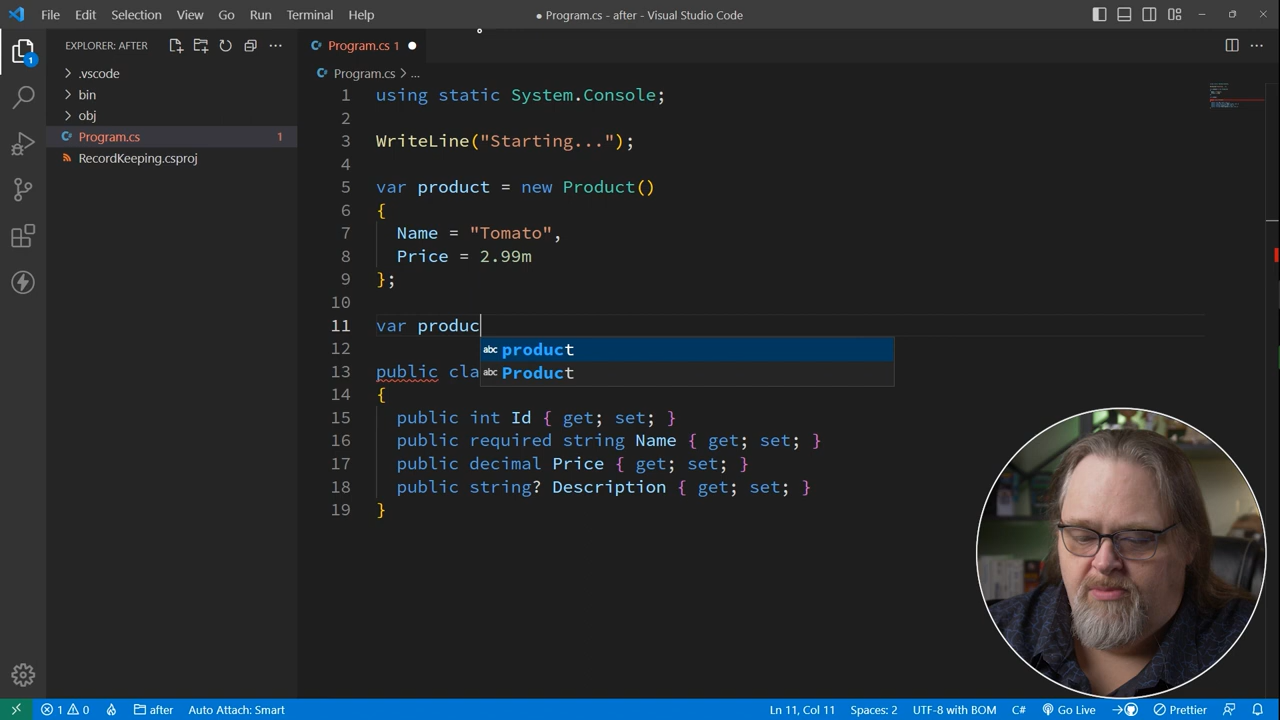 File Edit Selection View Go Run Terminal Help
● Program.cs - after - Visual Studio Code
EXPLORER: AFTER
.vscode
bin
obj
C# Program.cs 1
RecordKeeping.csproj
1
C# Program.cs 1 ●
C# Program.cs > ...
1 using static System.Console;
2
3 WriteLine("Starting...");
4
5 var product = new Product()
6 {
7 Name = "Tomato",
8 Price = 2.99m
9 };
10
11 var produc
12
abc product
13 public cla
abc Product
14 {
15 public int Id { get; set; }
16 public required string Name { get; set; }
17 public decimal Price { get; set; }
18 public string? Description { get; set; }
19 }
1 0 after Auto Attach: Smart Ln 11, Col 11 Spaces: 2 UTF-8 with BOM C# Go Live Prettier